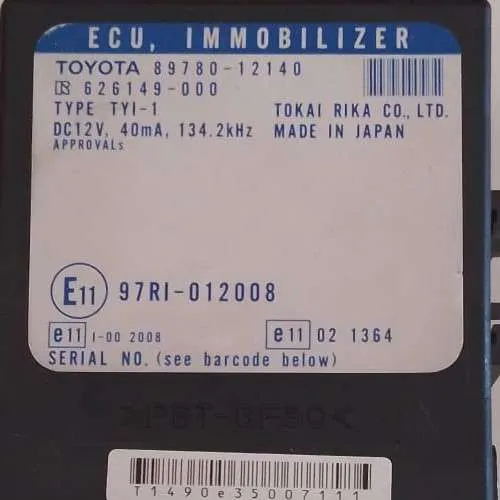 ECU, IMMOBILIZER
TOYOTA 89780-12140
626149-000
TYPE TYI-1 TOKAI RIKA CO., LTD.
DC12V, 40mA, 134.2kHz MADE IN JAPAN
APPROVALs
E11 97RI-012008
e11 1-00 2008 e11 02 1364
SERIAL NO. (see barcode below)
>PBT-GF30<
T1490e35007111